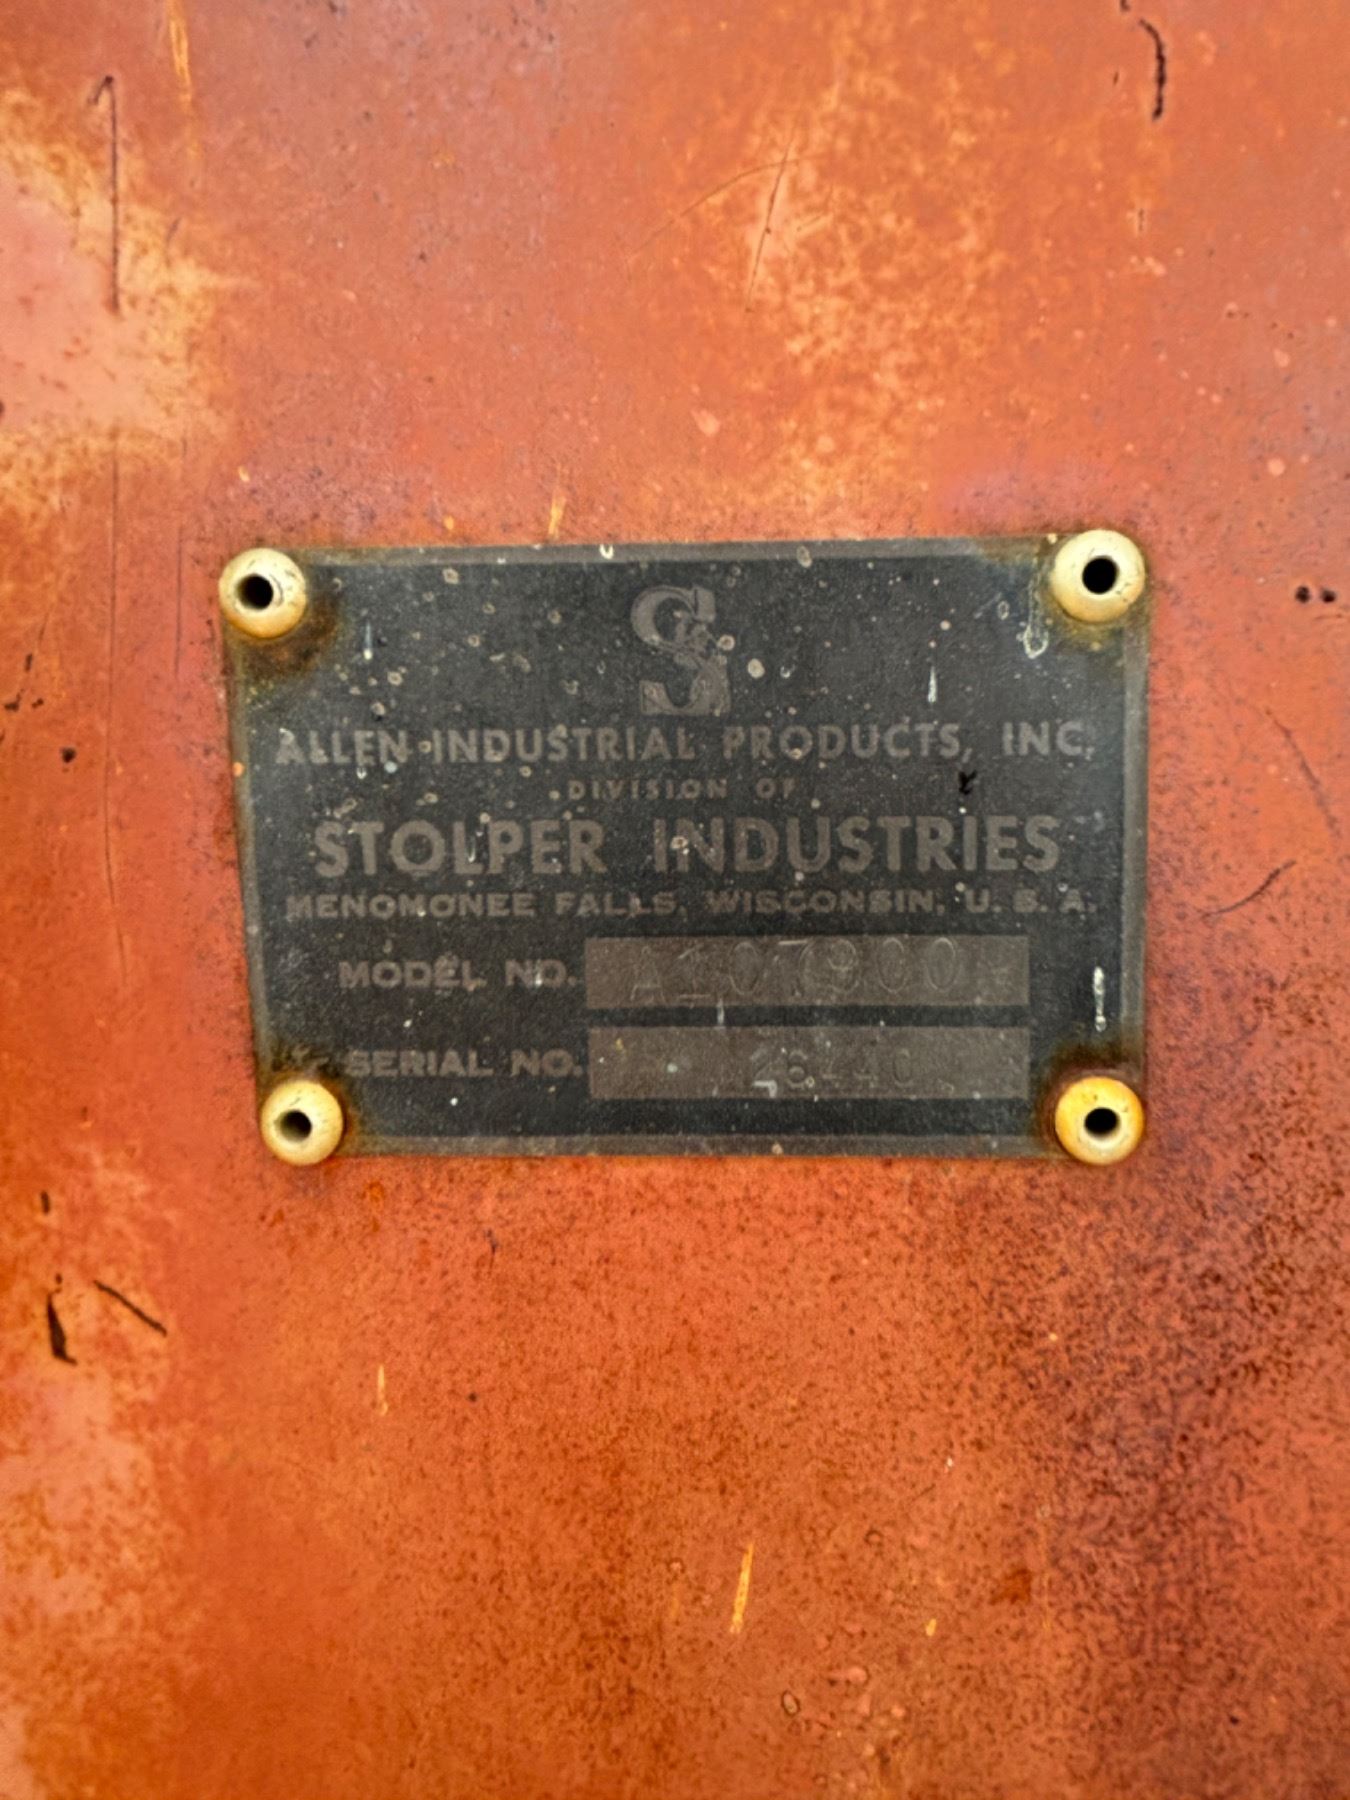 ALLEN INDUSTRIAL PRODUCTS, INC.
DIVISION OF
STOLPER INDUSTRIES
MENOMONEE FALLS, WISCONSIN, U. S. A.
MODEL NO.
SERIAL NO.